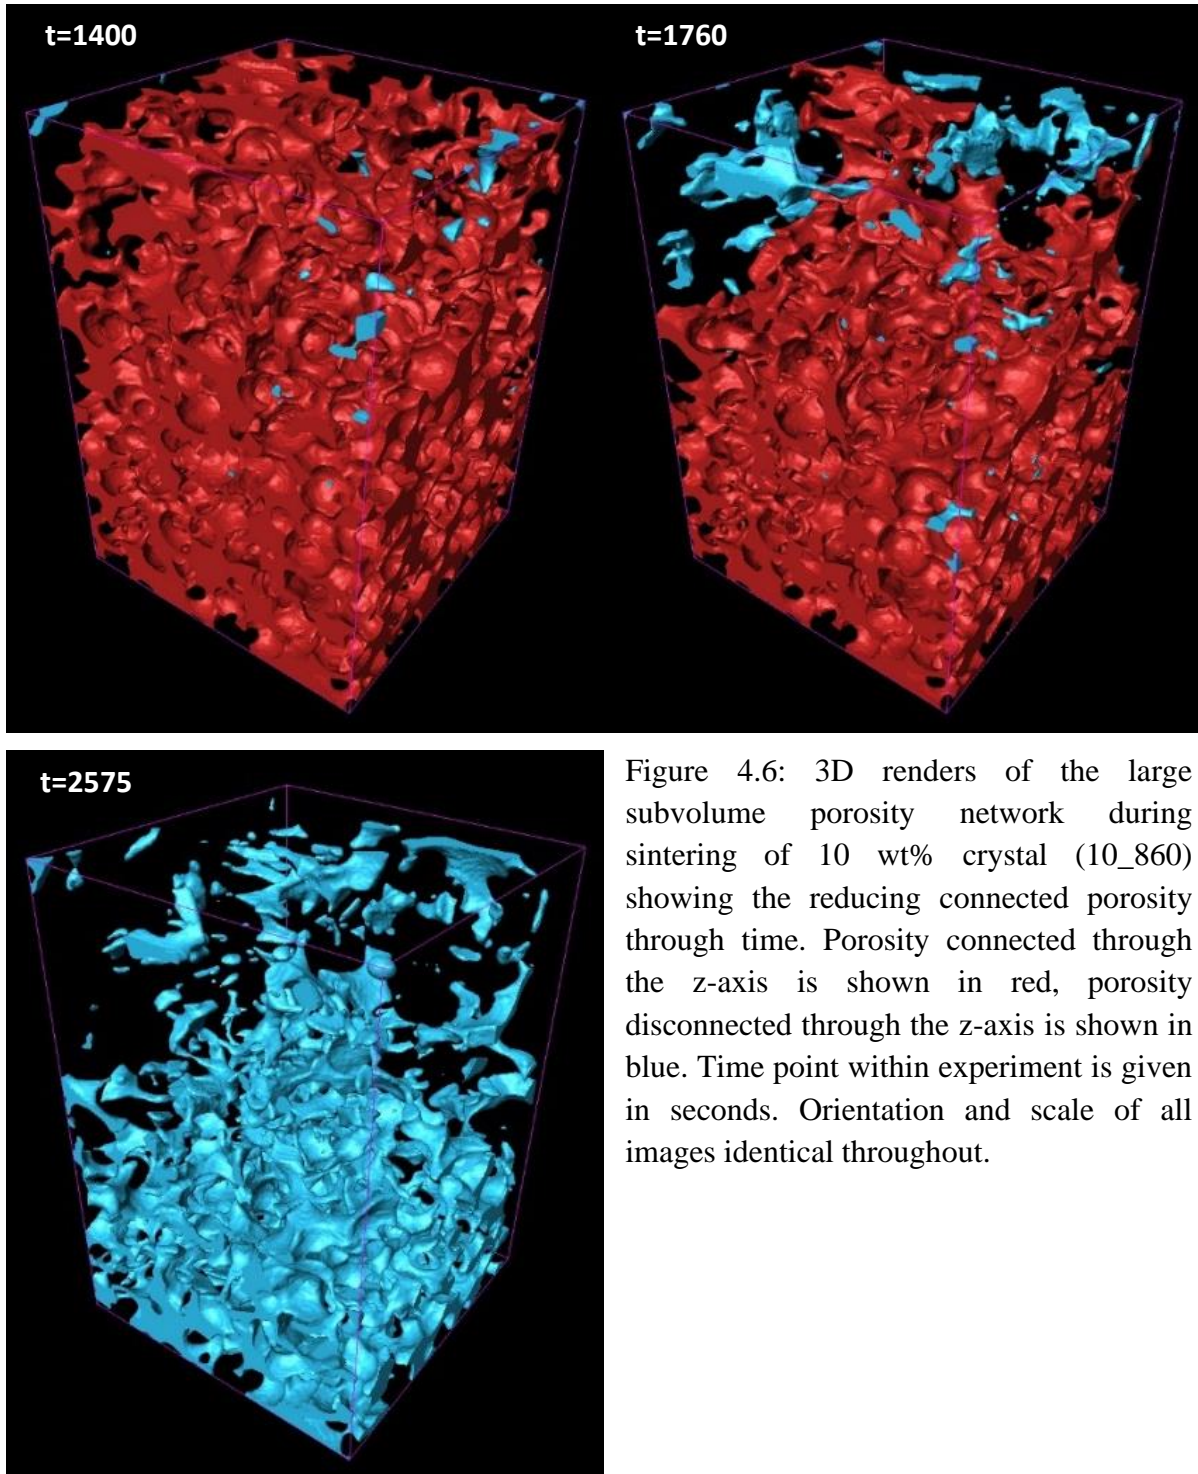 t=1400
t=1760
t=2575
Figure 4.6: 3D renders of the large
subvolume porosity network during
sintering of 10 wt% crystal (10_860)
showing the reducing connected porosity
through time. Porosity connected through
the z-axis is shown in red, porosity
disconnected through the z-axis is shown in
blue. Time point within experiment is given
in seconds. Orientation and scale of all
images identical throughout.